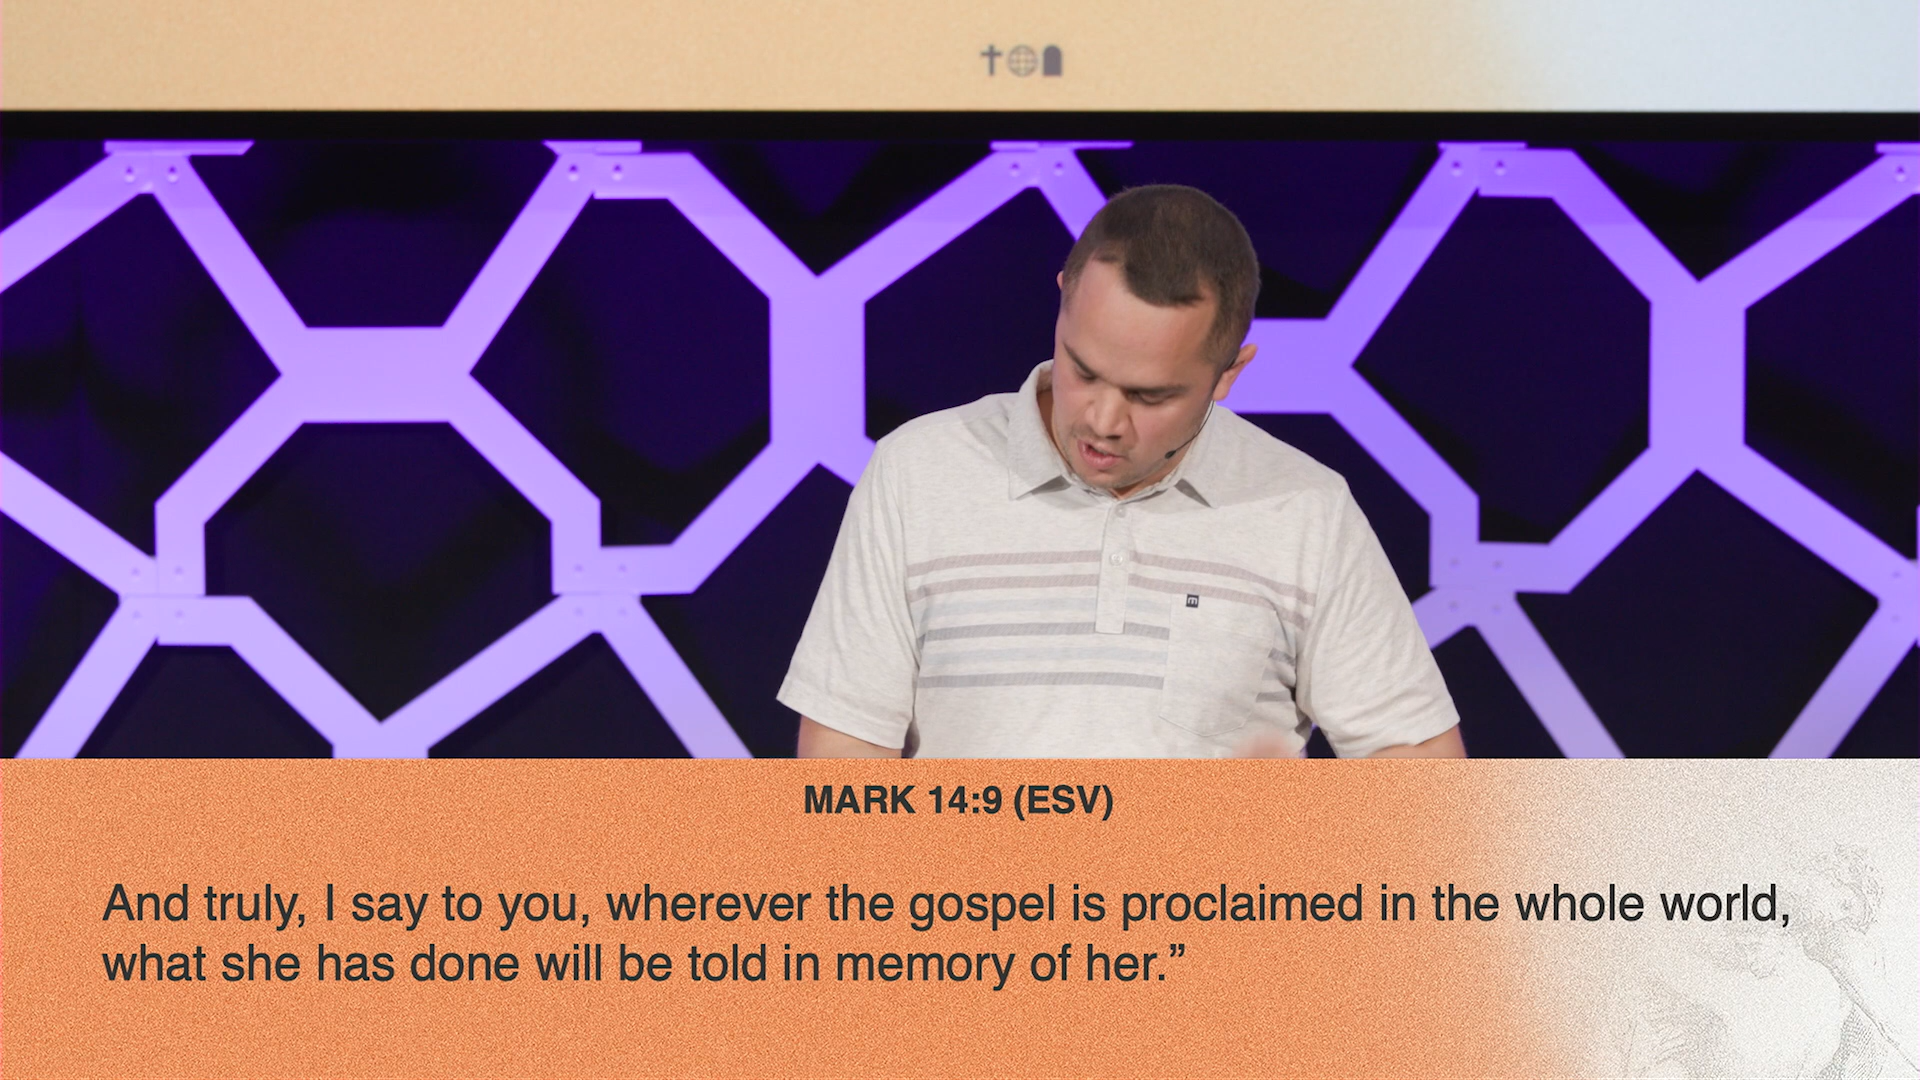 m
MARK 14:9 (ESV)
And truly, I say to you, wherever the gospel is proclaimed in the whole world,
what she has done will be told in memory of her.”